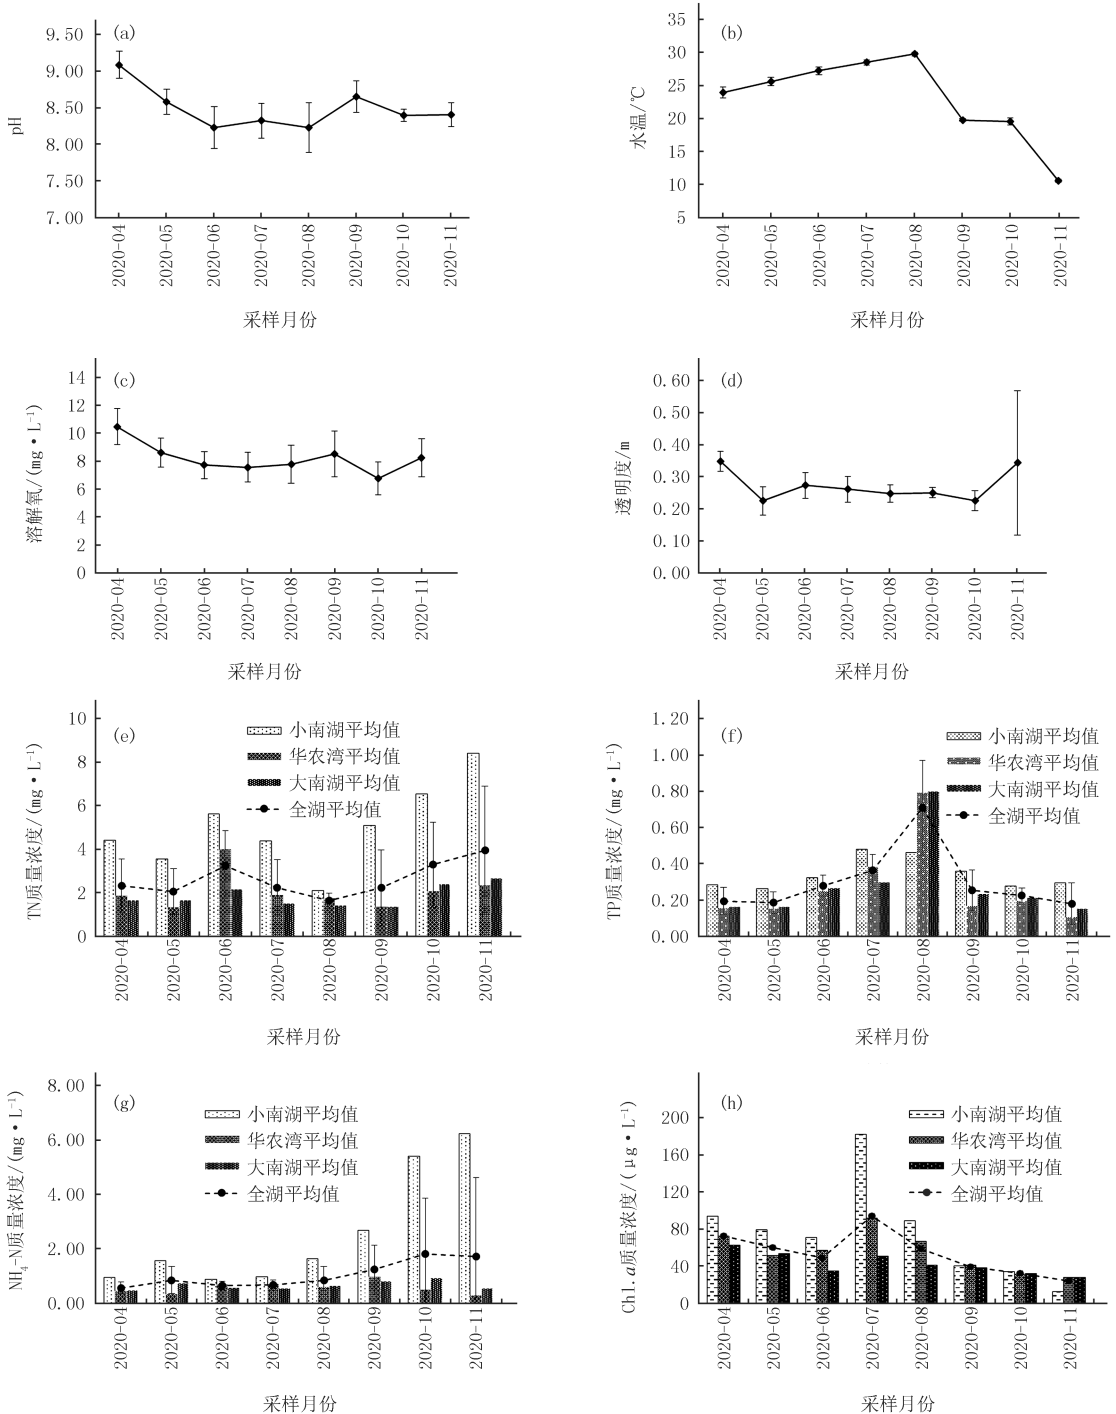 (a)
9.50
9.00
8.50
8.00
7.50
7.00
pH
2020-04
2020-05
2020-06
2020-07
2020-08
2020-09
2020-10
2020-11
采样月份
(b)
35
30
25
20
15
10
5
水温/℃
2020-04
2020-05
2020-06
2020-07
2020-08
2020-09
2020-10
2020-11
采样月份
(c)
14
12
10
8
6
4
2
0
溶解氧/(mg·L⁻¹)
2020-04
2020-05
2020-06
2020-07
2020-08
2020-09
2020-10
2020-11
采样月份
(d)
0.60
0.50
0.40
0.30
0.20
0.10
0.00
透明度/m
2020-04
2020-05
2020-06
2020-07
2020-08
2020-09
2020-10
2020-11
采样月份
(e)
10
8
6
4
2
0
TN质量浓度/(mg·L⁻¹)
小南湖平均值
华农湾平均值
大南湖平均值
全湖平均值
2020-04
2020-05
2020-06
2020-07
2020-08
2020-09
2020-10
2020-11
采样月份
(f)
1.20
1.00
0.80
0.60
0.40
0.20
0.00
TP质量浓度/(mg·L⁻¹)
小南湖平均值
华农湾平均值
大南湖平均值
全湖平均值
2020-04
2020-05
2020-06
2020-07
2020-08
2020-09
2020-10
2020-11
采样月份
(g)
8.00
6.00
4.00
2.00
0.00
NH₄-N质量浓度/(mg·L⁻¹)
小南湖平均值
华农湾平均值
大南湖平均值
全湖平均值
2020-04
2020-05
2020-06
2020-07
2020-08
2020-09
2020-10
2020-11
采样月份
(h)
200
160
120
80
40
0
Chl.a质量浓度/(μg·L⁻¹)
小南湖平均值
华农湾平均值
大南湖平均值
全湖平均值
2020-04
2020-05
2020-06
2020-07
2020-08
2020-09
2020-10
2020-11
采样月份